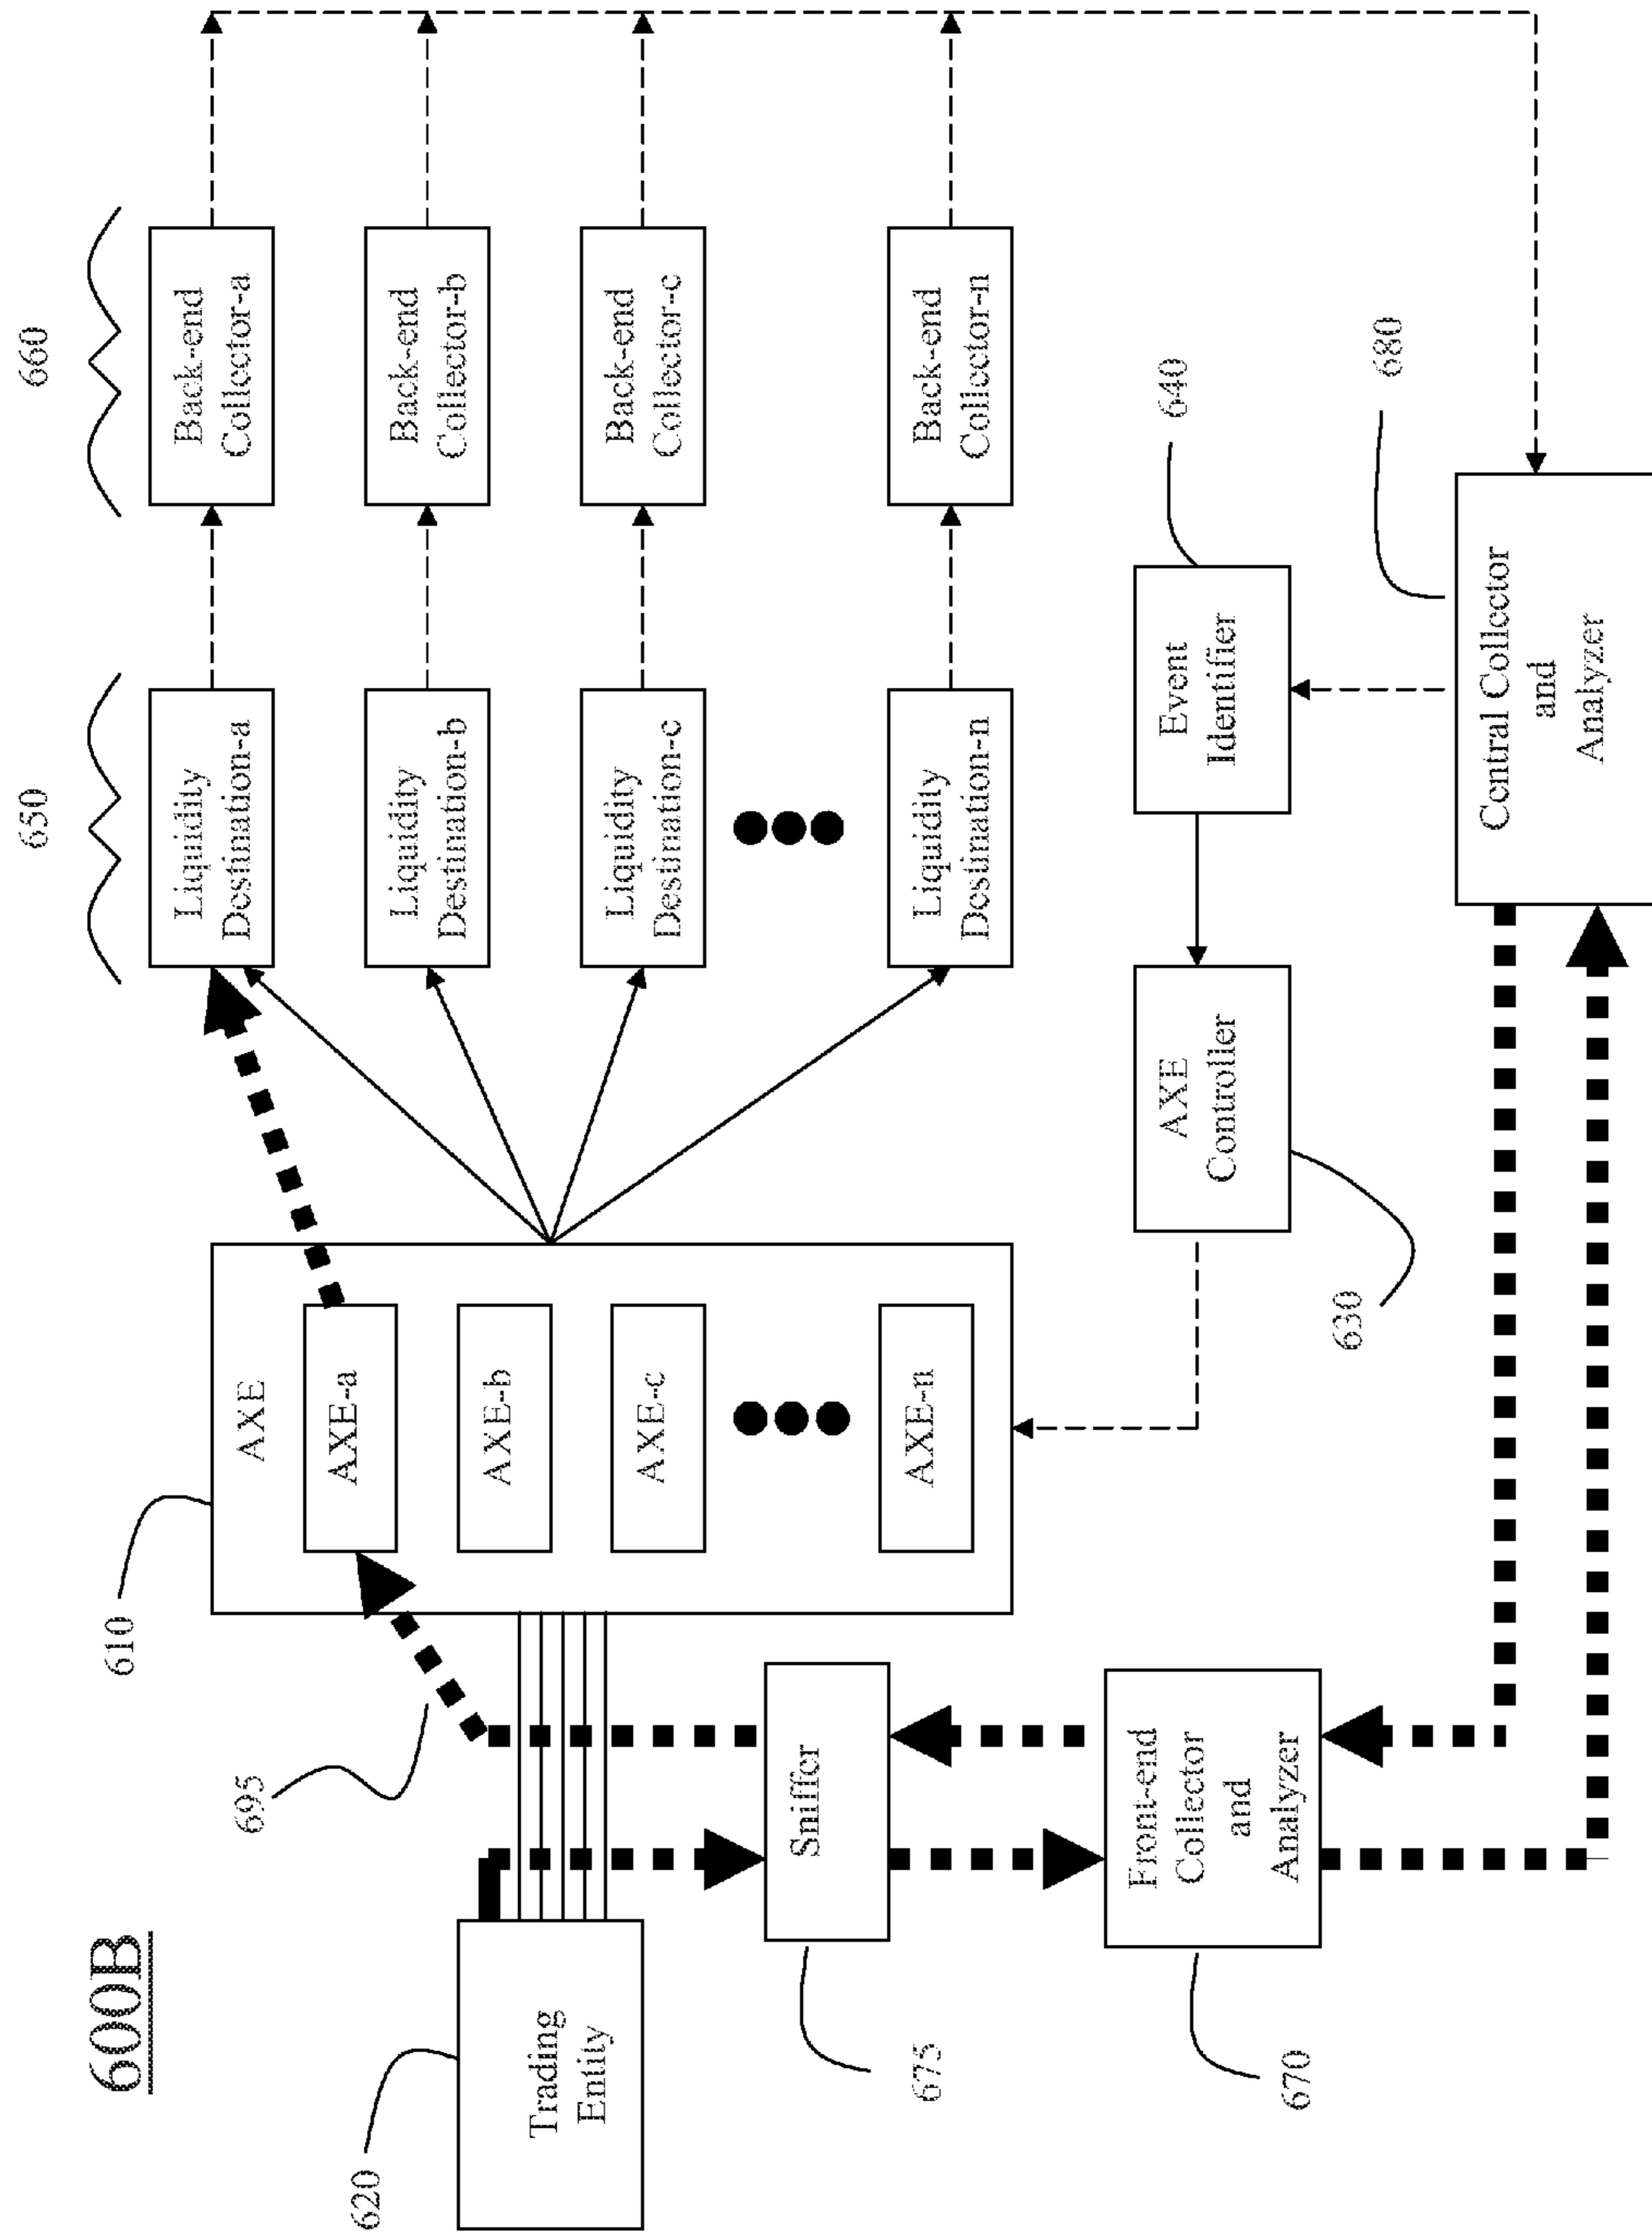 600B
620
Trading
Entity
695
675
Sniffer
670
Front-end
Collector
and
Analyzer
610
AXE
AXE-a
AXE-b
AXE-c
AXE-n
630
AXE
Controller
640
Event
Identifier
650
Liquidity
Destination-a
Liquidity
Destination-b
Liquidity
Destination-c
Liquidity
Destination-n
660
Back-end
Collector-a
Back-end
Collector-b
Back-end
Collector-c
Back-end
Collector-n
680
Central Collector
and
Analyzer